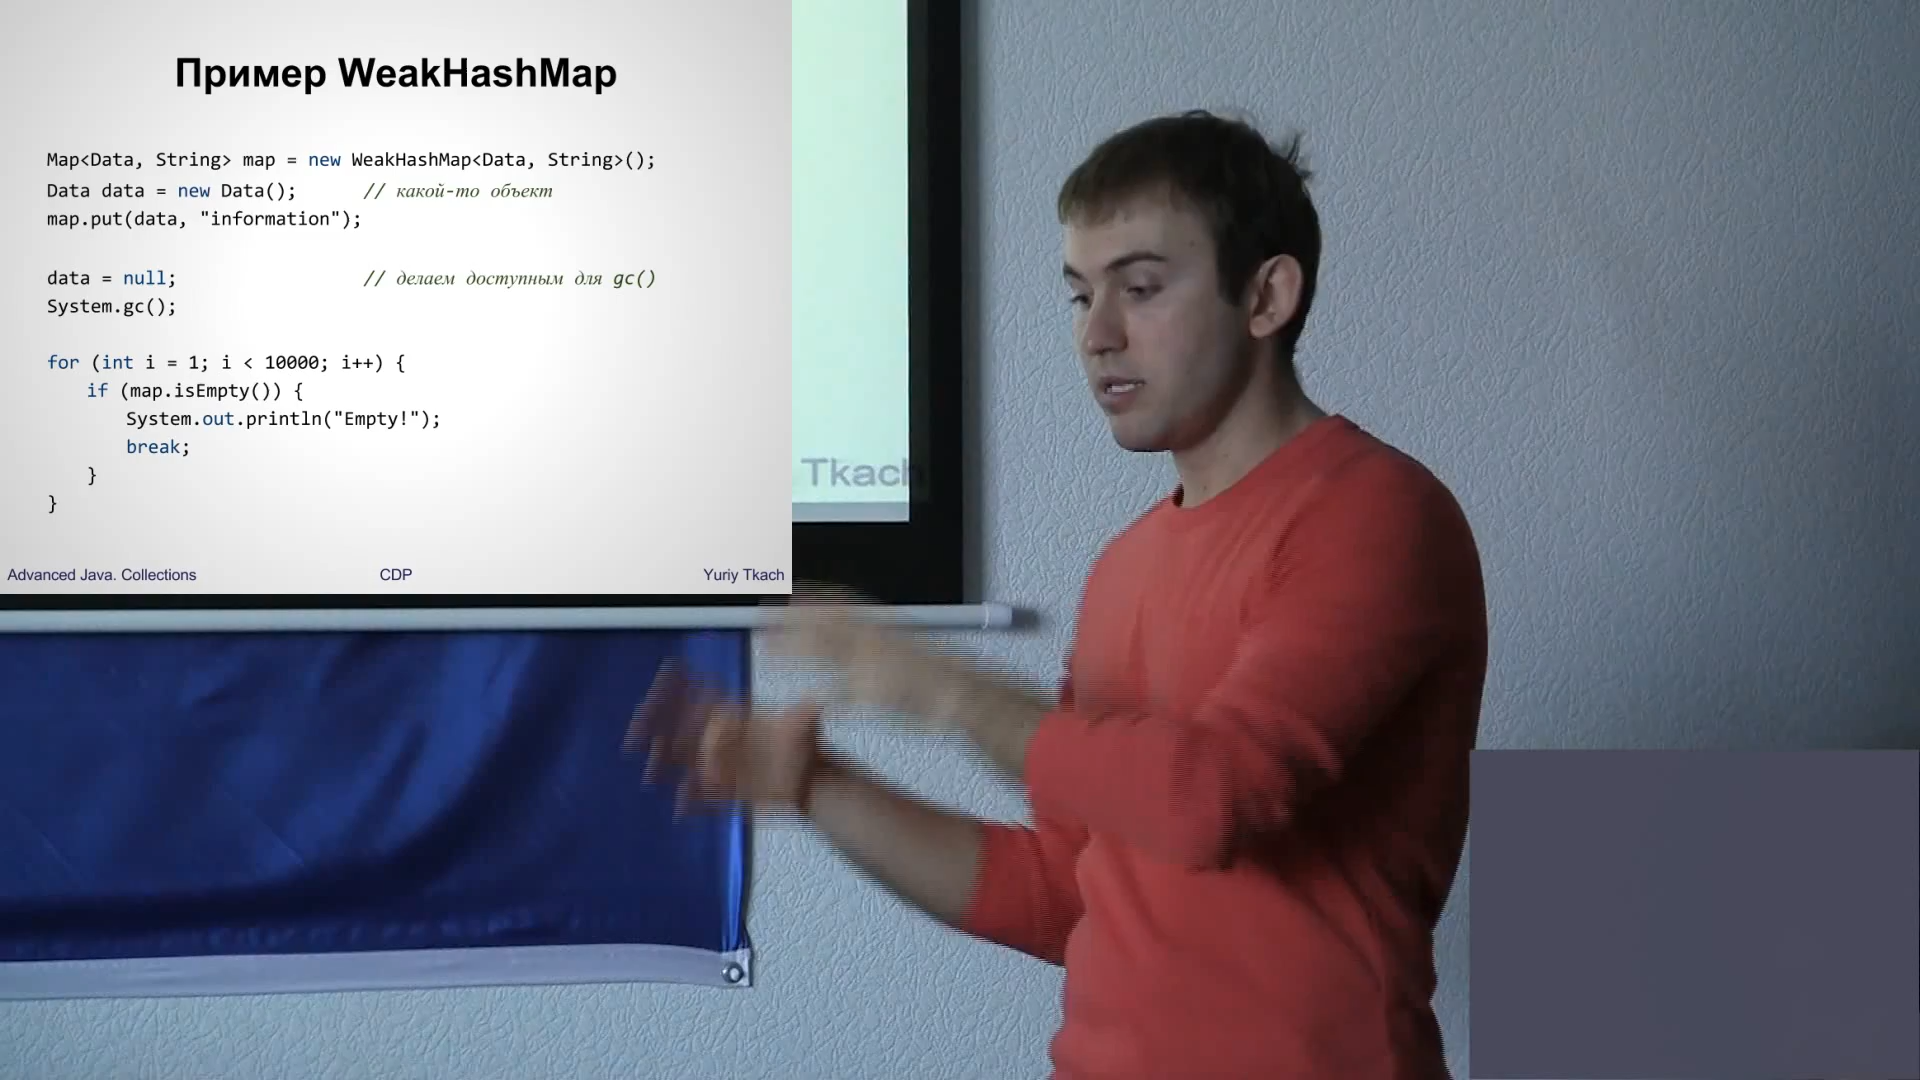 Пример WeakHashMap
Map<Data, String> map = new WeakHashMap<Data, String>();
Data data = new Data(); // какой-то объект
map.put(data, "information");
data = null; // делаем доступным для gc()
System.gc();
for (int i = 1; i < 10000; i++) {
if (map.isEmpty()) {
System.out.println("Empty!");
break;
}
}
Advanced Java. Collections CDP Yuriy Tkach
Tkach